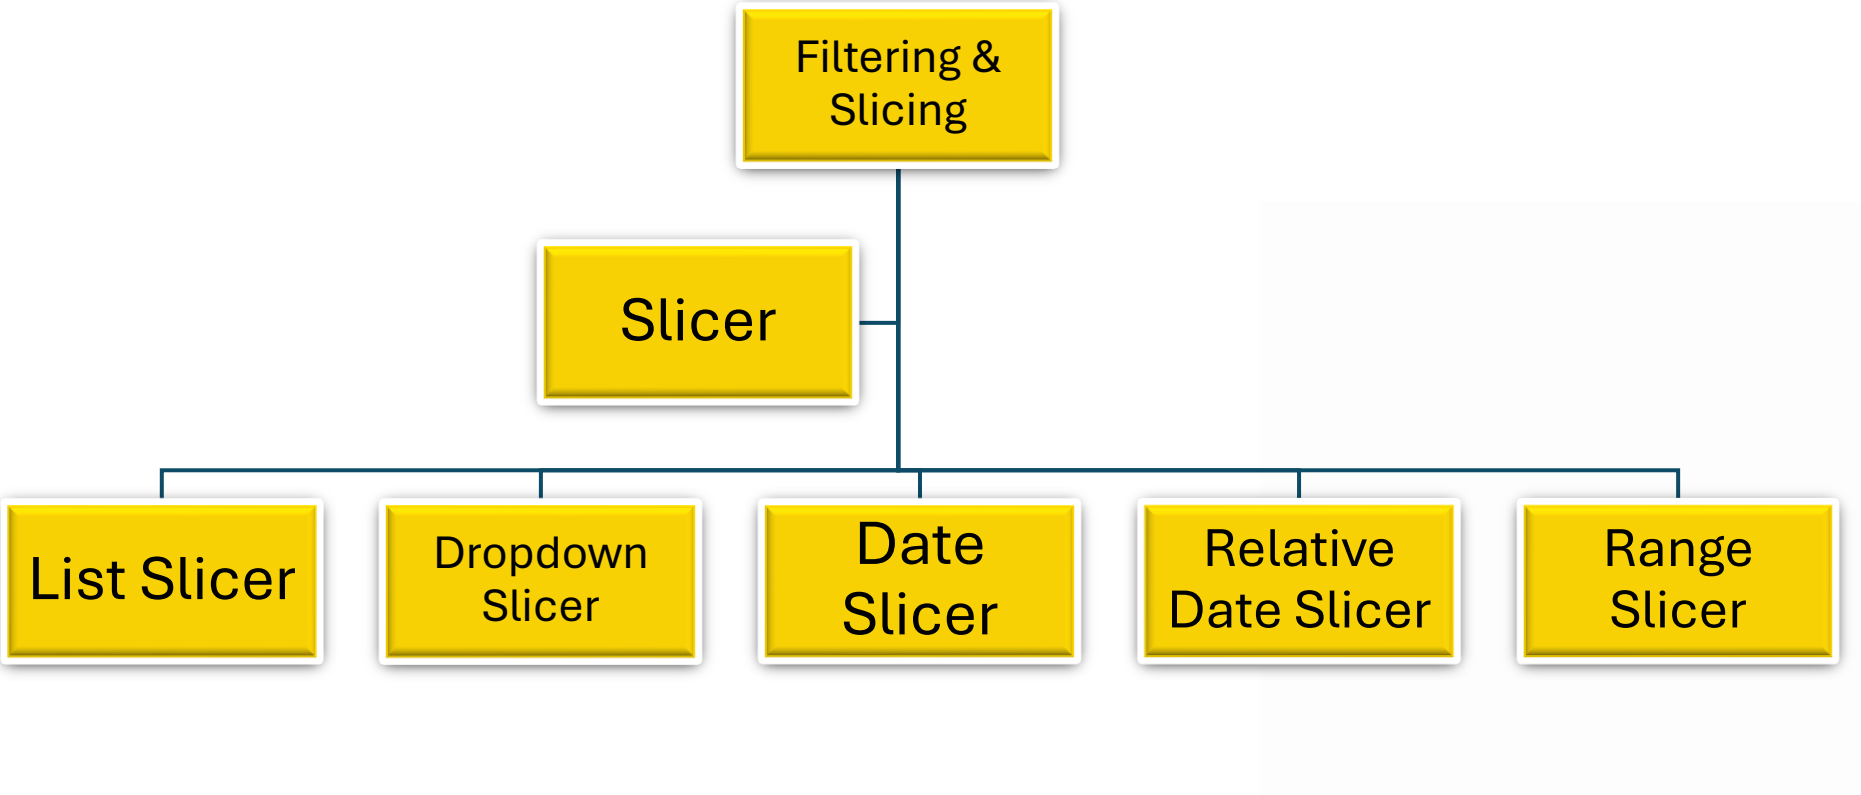 Filtering &
Slicing
Slicer
List Slicer
Dropdown
Slicer
Date
Slicer
Relative
Date Slicer
Range
Slicer